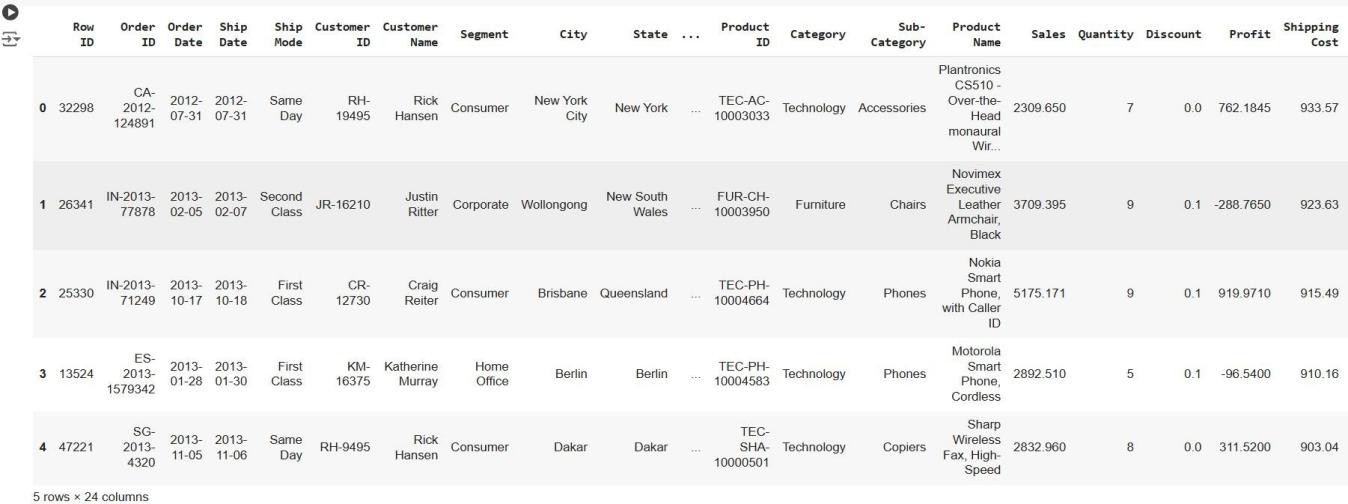 Row ID Order ID Order Date Ship Date Ship Mode Customer ID Customer Name Segment City State ... Product ID Category Sub-Category Product Name Sales Quantity Discount Profit Shipping Cost
0 32298 CA-2012-124891 2012-07-31 2012-07-31 Same Day RH-19495 Rick Hansen Consumer New York City New York ... TEC-AC-10003033 Technology Accessories Plantronics CS510 - Over-the-Head monaural Wir... 2309.650 7 0.0 762.1845 933.57
1 26341 IN-2013-77878 2013-02-05 2013-02-07 Second Class JR-16210 Justin Ritter Corporate Wollongong New South Wales ... FUR-CH-10003950 Furniture Chairs Novimex Executive Leather Armchair, Black 3709.395 9 0.1 -288.7650 923.63
2 25330 IN-2013-71249 2013-10-17 2013-10-18 First Class CR-12730 Craig Reiter Consumer Brisbane Queensland ... TEC-PH-10004664 Technology Phones Nokia Smart Phone, with Caller ID 5175.171 9 0.1 919.9710 915.49
3 13524 ES-2013-1579342 2013-01-28 2013-01-30 First Class KM-16375 Katherine Murray Home Office Berlin Berlin ... TEC-PH-10004583 Technology Phones Motorola Smart Phone, Cordless 2892.510 5 0.1 -96.5400 910.16
4 47221 SG-2013-4320 2013-11-05 2013-11-06 Same Day RH-9495 Rick Hansen Consumer Dakar Dakar ... TEC-SHA-10000501 Technology Copiers Sharp Wireless Fax, High-Speed 2832.960 8 0.0 311.5200 903.04
5 rows × 24 columns